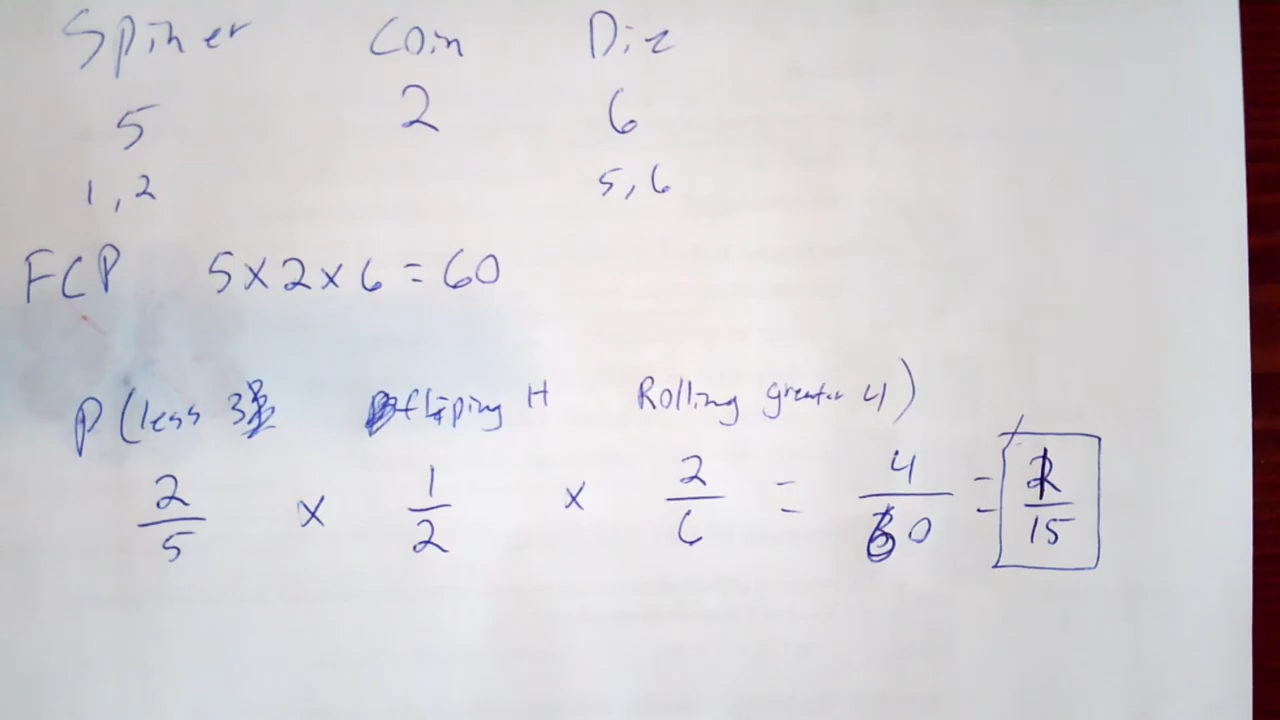 Spiner Coin Die
5 2 6
1,2 5,6
FCP 5×2×6=60
P(less 3 flipping H Rolling greater 4)
2/5 × 1/2 × 2/6 = 4/60 = 1/15